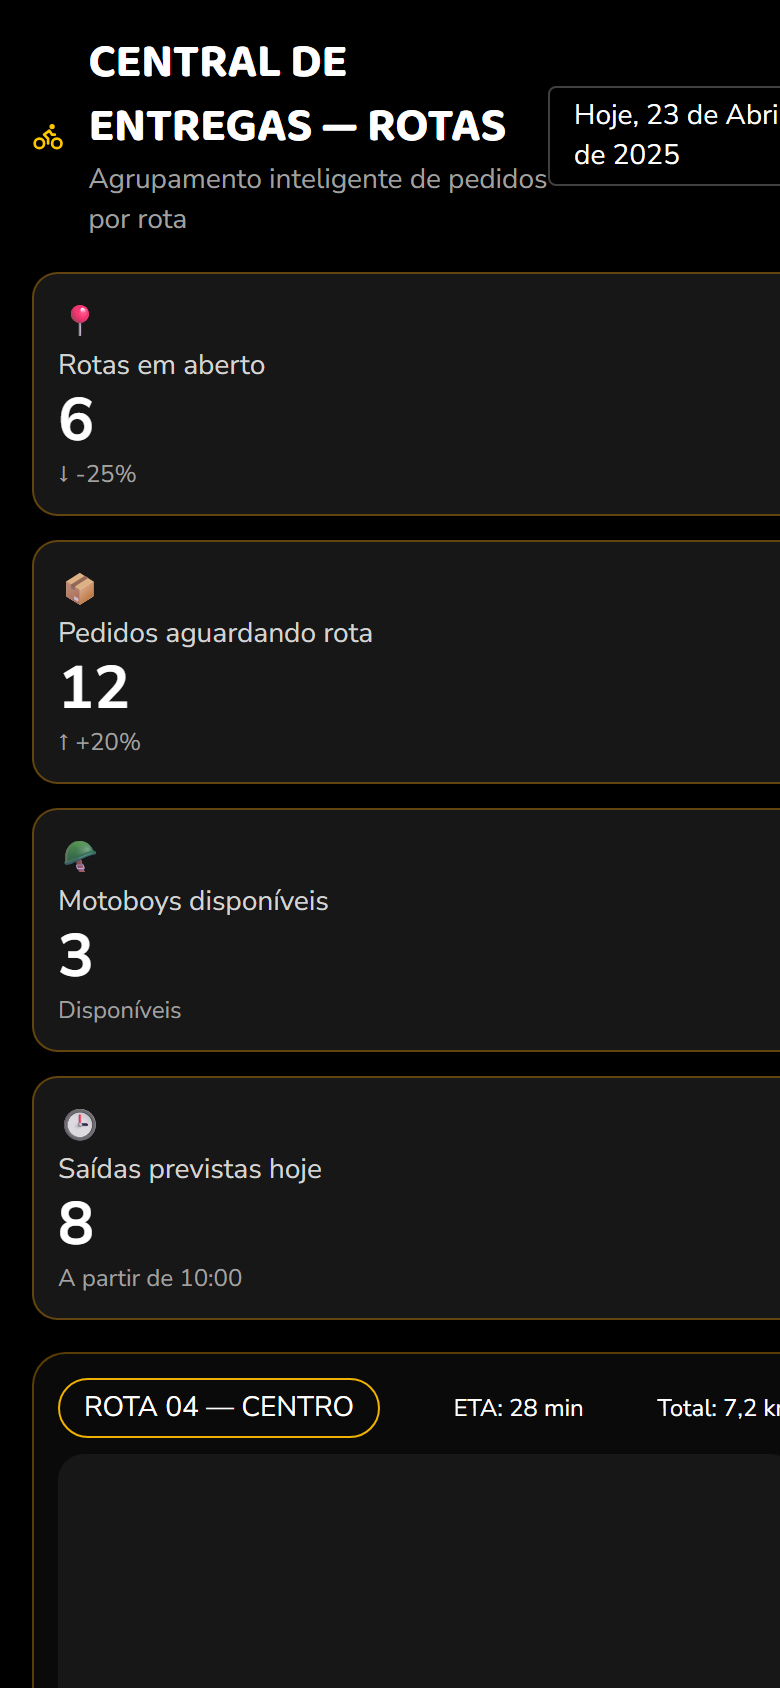 CENTRAL DE
ENTREGAS — ROTAS
Agrupamento inteligente de pedidos
por rota
Hoje, 23 de Abri
de 2025
Rotas em aberto
6
↓ -25%
Pedidos aguardando rota
12
↑ +20%
Motoboys disponíveis
3
Disponíveis
Saídas previstas hoje
8
A partir de 10:00
ROTA 04 — CENTRO
ETA: 28 min
Total: 7,2 k